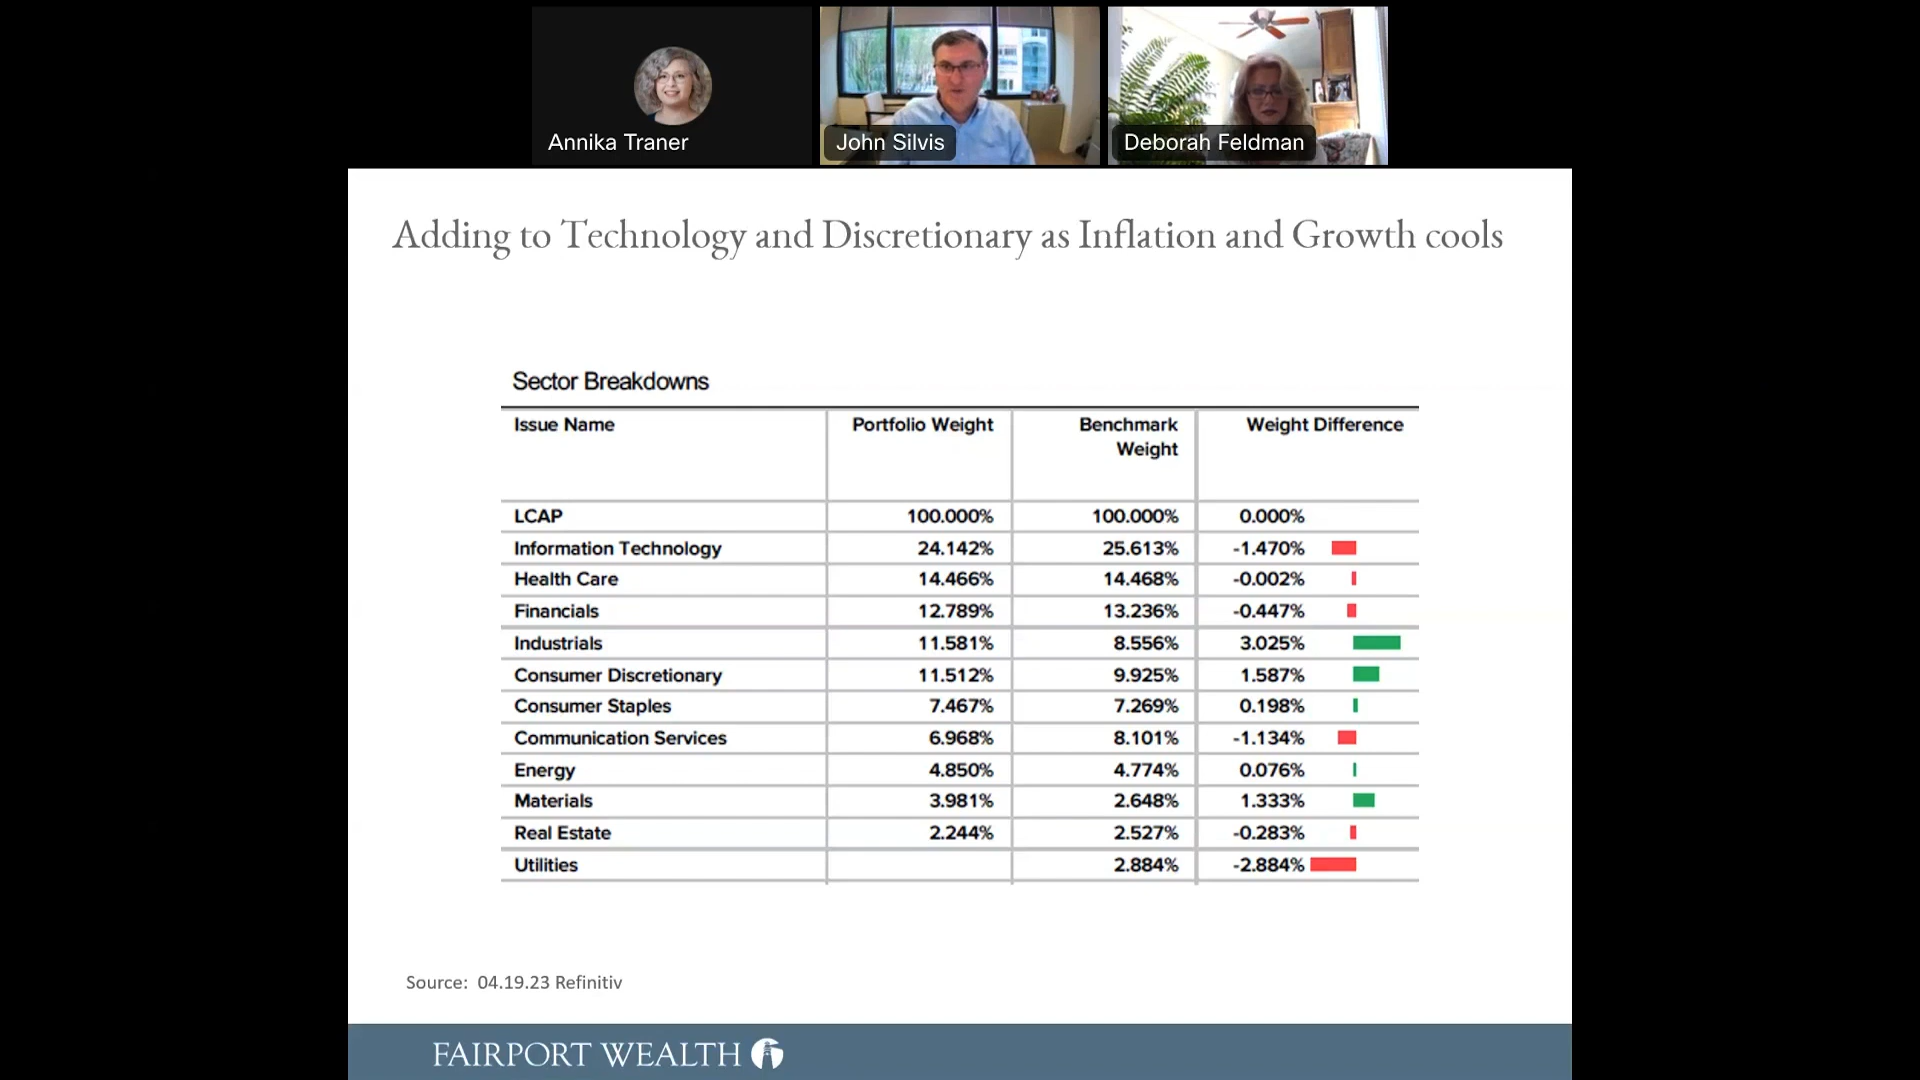 Annika Traner
John Silvis
Deborah Feldman
Adding to Technology and Discretionary as Inflation and Growth cools
Sector Breakdowns
Issue Name Portfolio Weight Benchmark Weight Weight Difference
LCAP 100.000% 100.000% 0.000%
Information Technology 24.142% 25.613% -1.470%
Health Care 14.466% 14.468% -0.002%
Financials 12.789% 13.236% -0.447%
Industrials 11.581% 8.556% 3.025%
Consumer Discretionary 11.512% 9.925% 1.587%
Consumer Staples 7.467% 7.269% 0.198%
Communication Services 6.968% 8.101% -1.134%
Energy 4.850% 4.774% 0.076%
Materials 3.981% 2.648% 1.333%
Real Estate 2.244% 2.527% -0.283%
Utilities 2.884% -2.884%
Source: 04.19.23 Refinitiv
FAIRPORT WEALTH